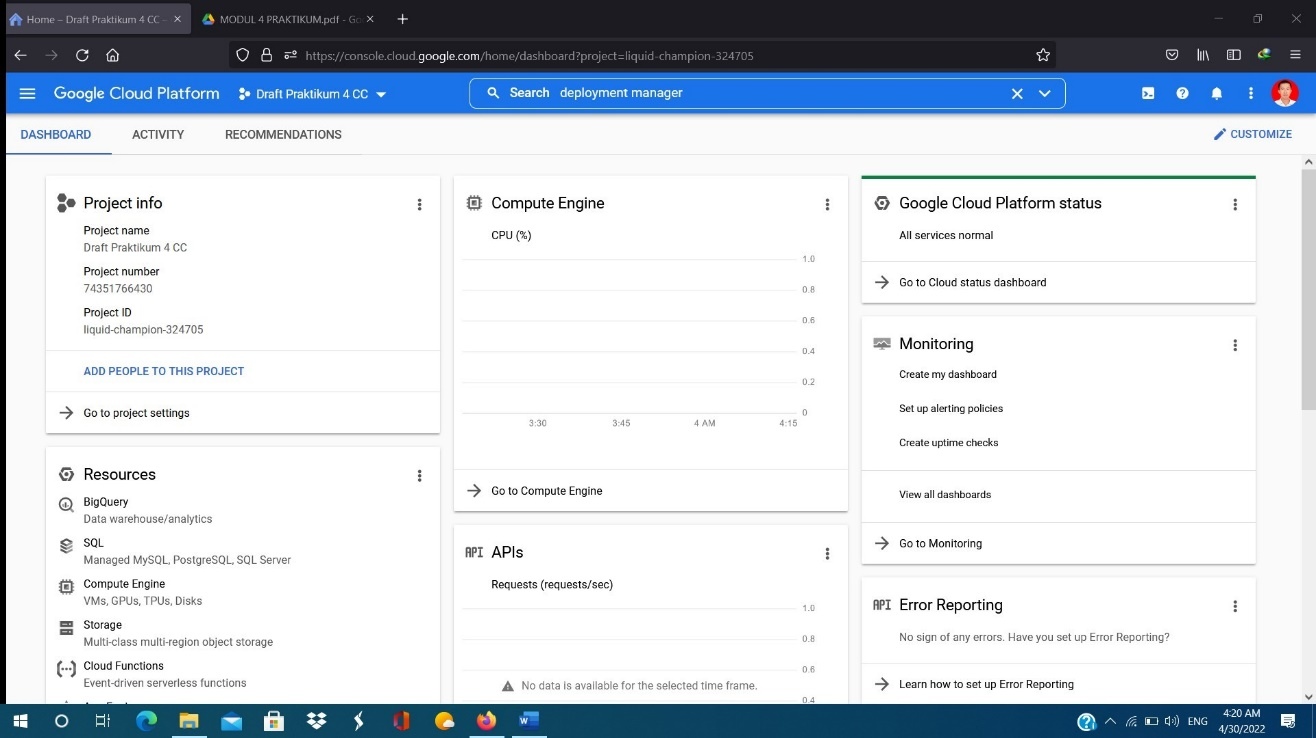 Home – Draft Praktikum 4 CC –
MODUL 4 PRAKTIKUM.pdf - Go
https://console.cloud.google.com/home/dashboard?project=liquid-champion-324705
Google Cloud Platform
Draft Praktikum 4 CC
Search deployment manager
DASHBOARD
ACTIVITY
RECOMMENDATIONS
CUSTOMIZE
Project info
Project name
Draft Praktikum 4 CC
Project number
74351766430
Project ID
liquid-champion-324705
ADD PEOPLE TO THIS PROJECT
Go to project settings
Resources
BigQuery
Data warehouse/analytics
SQL
Managed MySQL, PostgreSQL, SQL Server
Compute Engine
VMs, GPUs, TPUs, Disks
Storage
Multi-class multi-region object storage
Cloud Functions
Event-driven serverless functions
Compute Engine
CPU (%)
1.0
0.8
0.6
0.4
0.2
0
3:30 3:45 4 AM 4:15
Go to Compute Engine
API APIs
Requests (requests/sec)
1.0
0.8
0.6
No data is available for the selected time frame.
0.4
Google Cloud Platform status
All services normal
Go to Cloud status dashboard
Monitoring
Create my dashboard
Set up alerting policies
Create uptime checks
View all dashboards
Go to Monitoring
API Error Reporting
No sign of any errors. Have you set up Error Reporting?
Learn how to set up Error Reporting
ENG
4:20 AM
4/30/2022